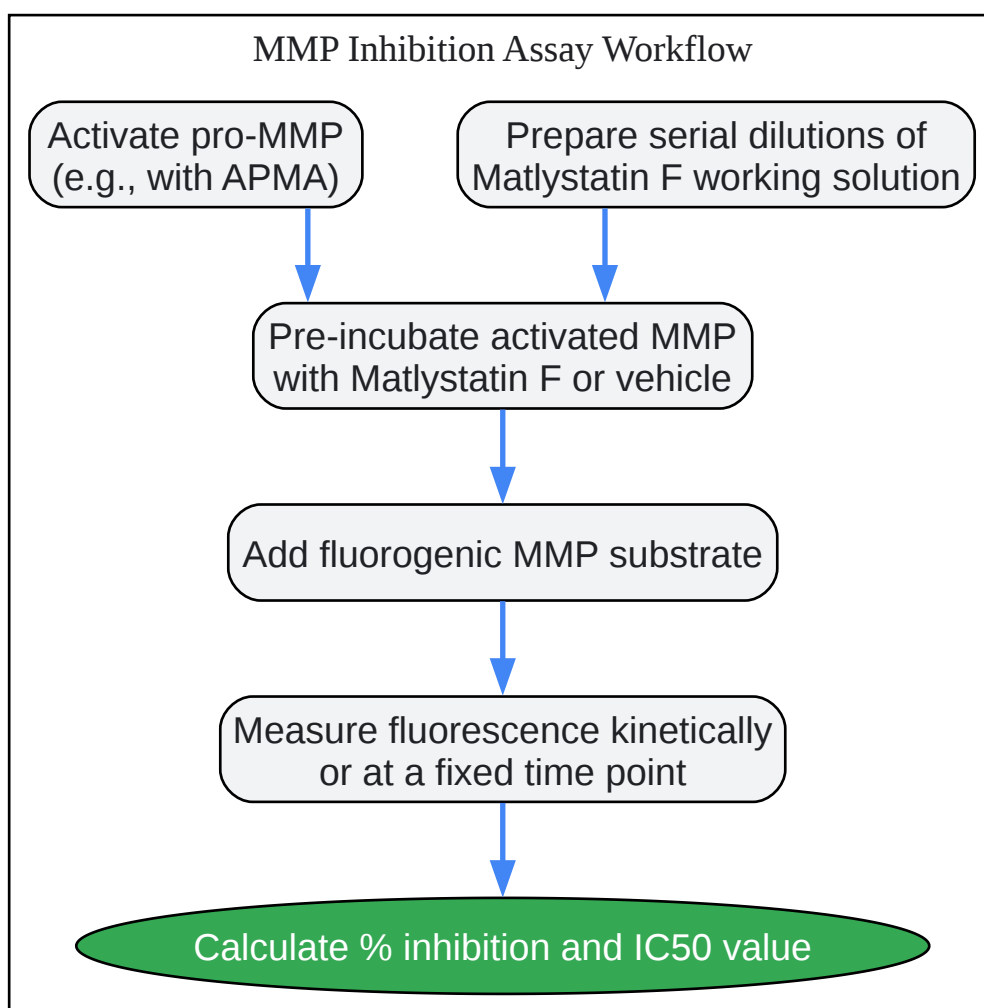 MMP Inhibition Assay Workflow
Activate pro-MMP
(e.g., with APMA)
Prepare serial dilutions of
Matlystatin F working solution
Pre-incubate activated MMP
with Matlystatin F or vehicle
Add fluorogenic MMP substrate
Measure fluorescence kinetically
or at a fixed time point
Calculate % inhibition and IC50 value